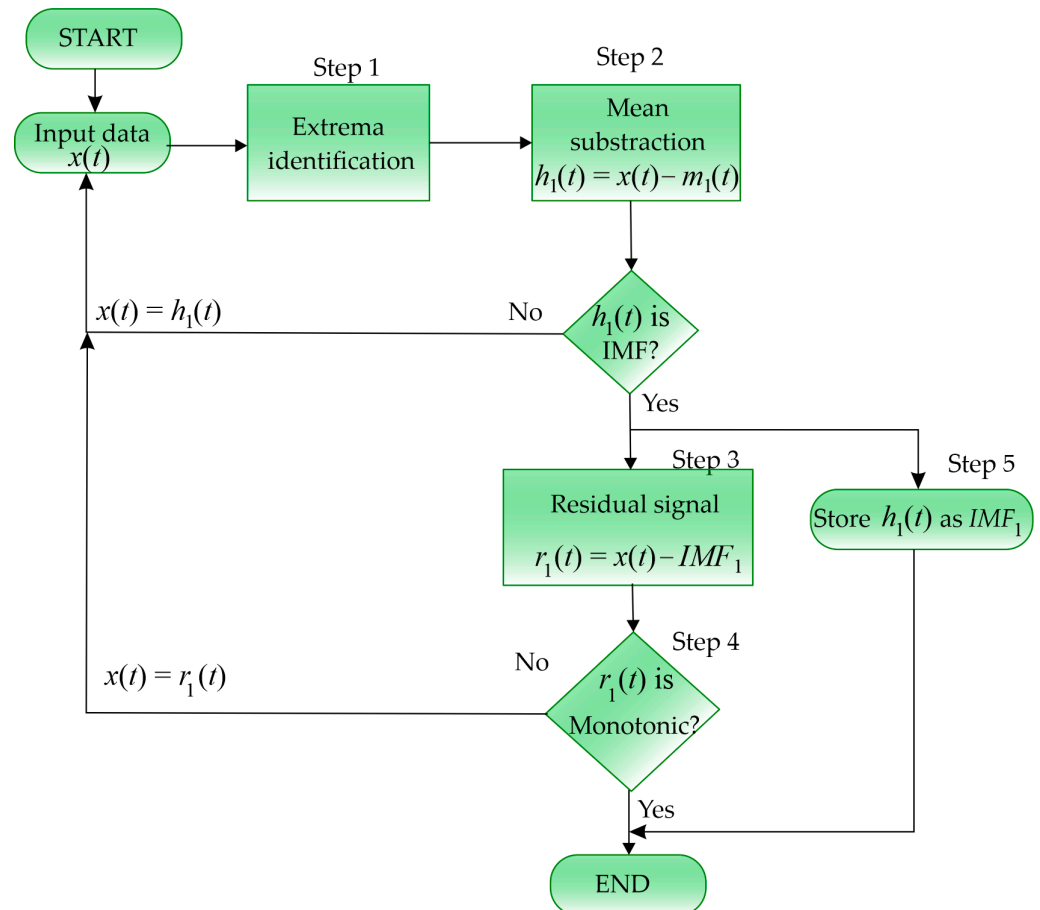 START
Input data
x(t)
Step 1
Extrema
identification
Step 2
Mean
substraction
h₁(t) = x(t) – m₁(t)
x(t) = h₁(t)
No
h₁(t) is
IMF?
Yes
Step 3
Residual signal
r₁(t) = x(t) – IMF₁
Step 5
Store h₁(t) as IMF₁
Step 4
No
x(t) = r₁(t)
r₁(t) is
Monotonic?
Yes
END